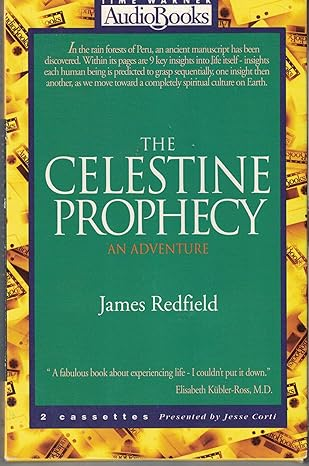 TIME WARNER
AudioBooks
In the rain forests of Peru, an ancient manuscript has been
discovered. Within its pages are 9 key insights into life itself - insights
each human being is predicted to grasp sequentially, one insight then
another, as we move toward a completely spiritual culture on Earth.
THE
CELESTINE
PROPHECY
AN ADVENTURE
James Redfield
" A fabulous book about experiencing life - I couldn't put it down."
Elisabeth Kübler-Ross, M.D.
2 cassettes Presented by Jesse Corti